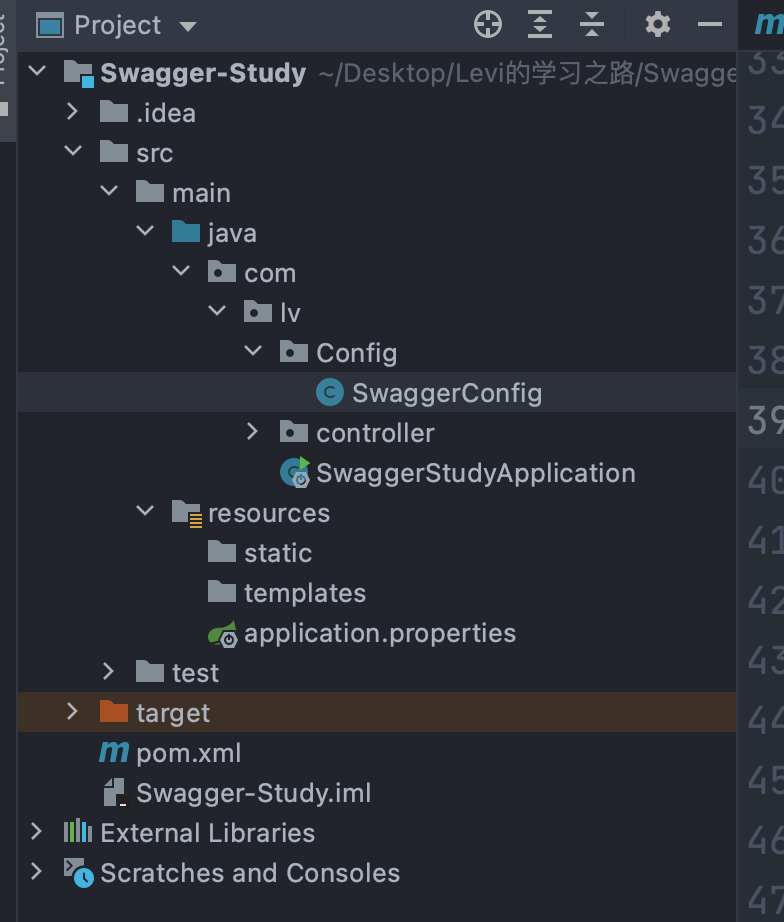 Project
Swagger-Study ~/Desktop/Levi的学习之路/Swagge
.idea
src
main
java
com
lv
Config
SwaggerConfig
controller
SwaggerStudyApplication
resources
static
templates
application.properties
test
target
pom.xml
Swagger-Study.iml
External Libraries
Scratches and Consoles
33
34
35
36
37
38
39
40
41
42
43
44
45
46
47